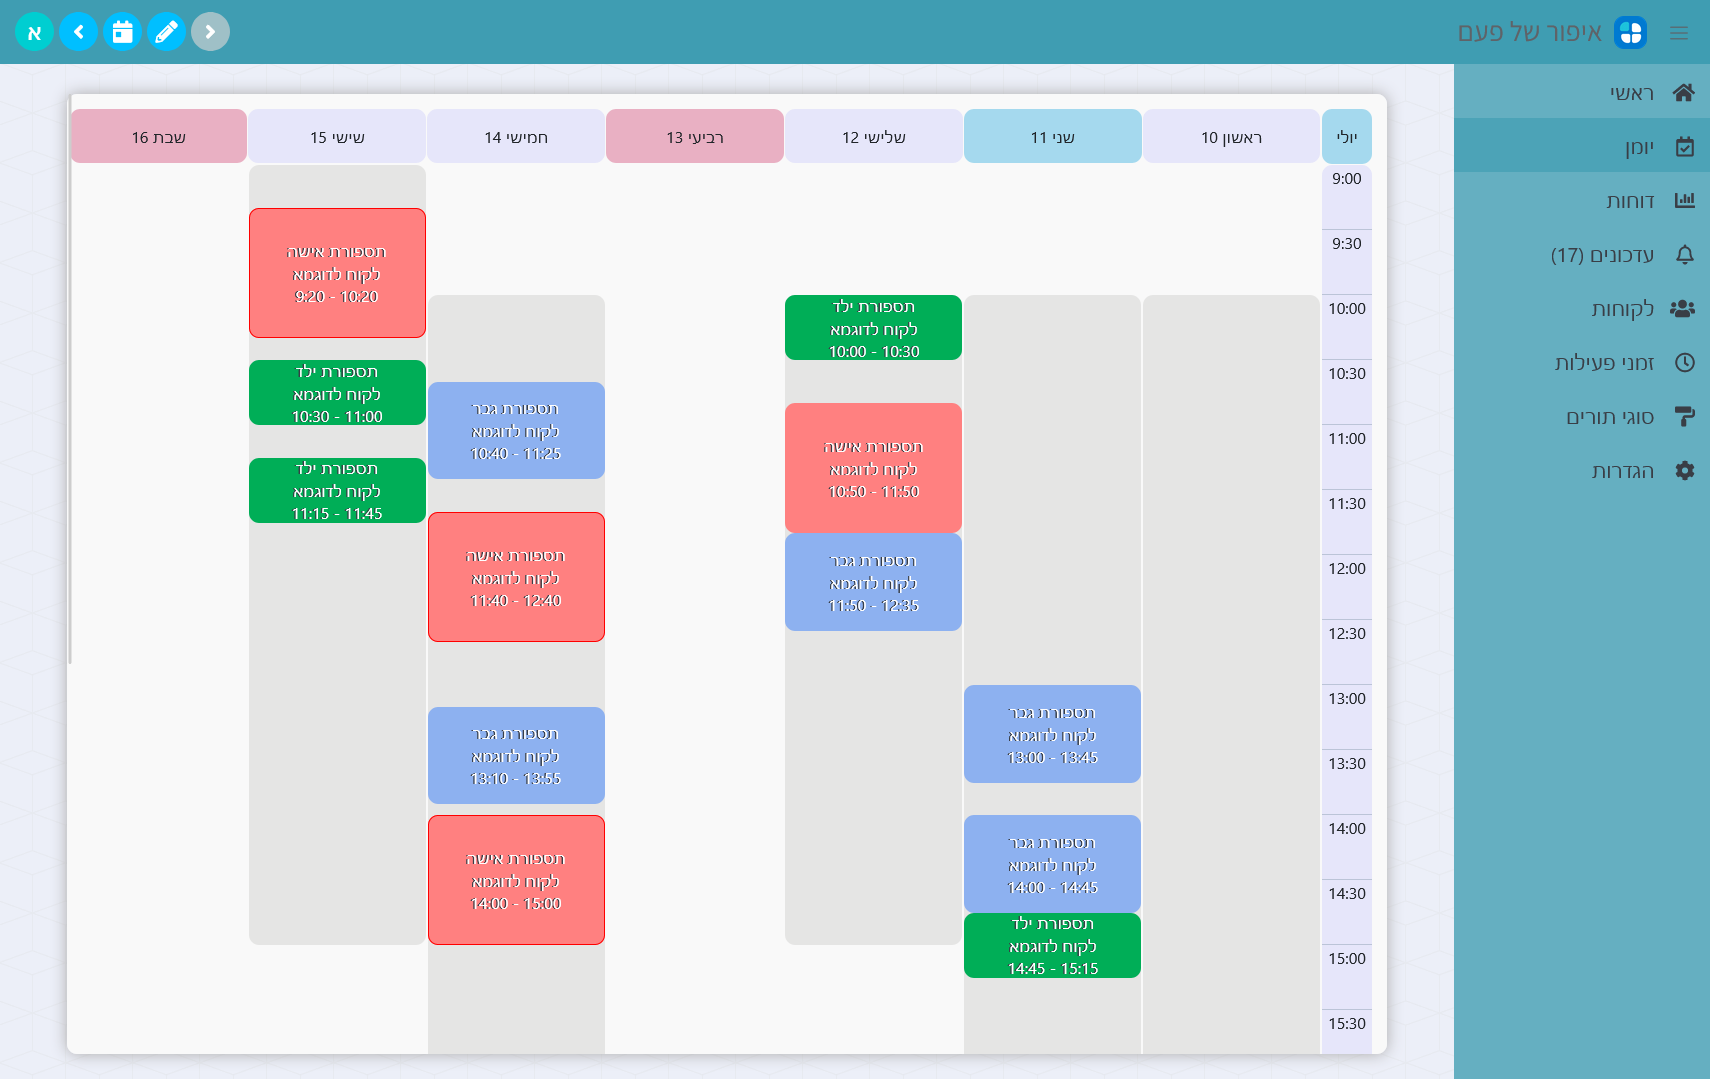 איפור של פעם
א
ראשי
יומן
דוחות
עדכונים (17)
לקוחות
זמני פעילות
סוגי תורים
הגדרות
יולי
ראשון 10
שני 11
שלישי 12
רביעי 13
חמישי 14
שישי 15
שבת 16
9:00
9:30
10:00
10:30
11:00
11:30
12:00
12:30
13:00
13:30
14:00
14:30
15:00
15:30
תספורת גבר
לקוח לדוגמא
13:00 - 13:45
תספורת גבר
לקוח לדוגמא
14:00 - 14:45
תספורת ילד
לקוח לדוגמא
14:45 - 15:15
תספורת ילד
לקוח לדוגמא
10:00 - 10:30
תספורת אישה
לקוח לדוגמא
10:50 - 11:50
תספורת גבר
לקוח לדוגמא
11:50 - 12:35
תספורת גבר
לקוח לדוגמא
10:40 - 11:25
תספורת אישה
לקוח לדוגמא
11:40 - 12:40
תספורת גבר
לקוח לדוגמא
13:10 - 13:55
תספורת אישה
לקוח לדוגמא
14:00 - 15:00
תספורת אישה
לקוח לדוגמא
9:20 - 10:20
תספורת ילד
לקוח לדוגמא
10:30 - 11:00
תספורת ילד
לקוח לדוגמא
11:15 - 11:45